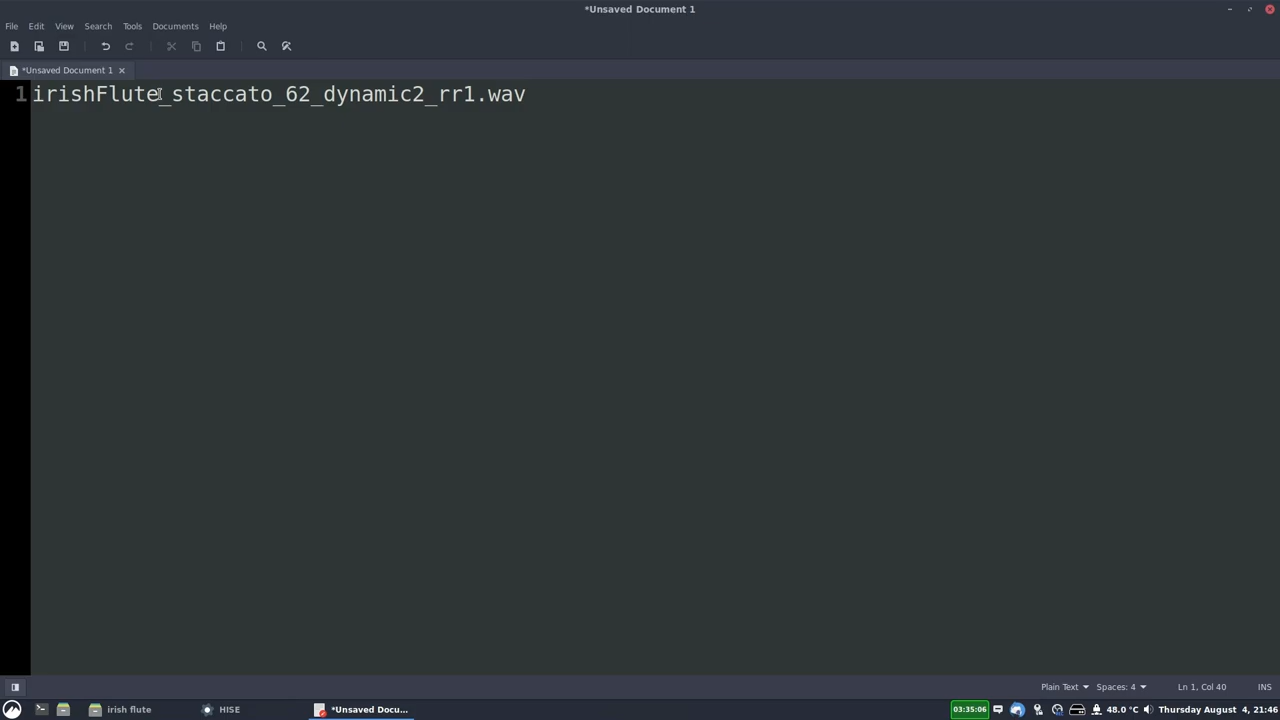 *Unsaved Document 1
File Edit View Search Tools Documents Help
*Unsaved Document 1
1 irishFlute_staccato_62_dynamic2_rr1.wav
Plain Text Spaces: 4 Ln 1, Col 40 INS
irish flute HISE *Unsaved Docu... 03:35:06 48.0 °C Thursday August 4, 21:46